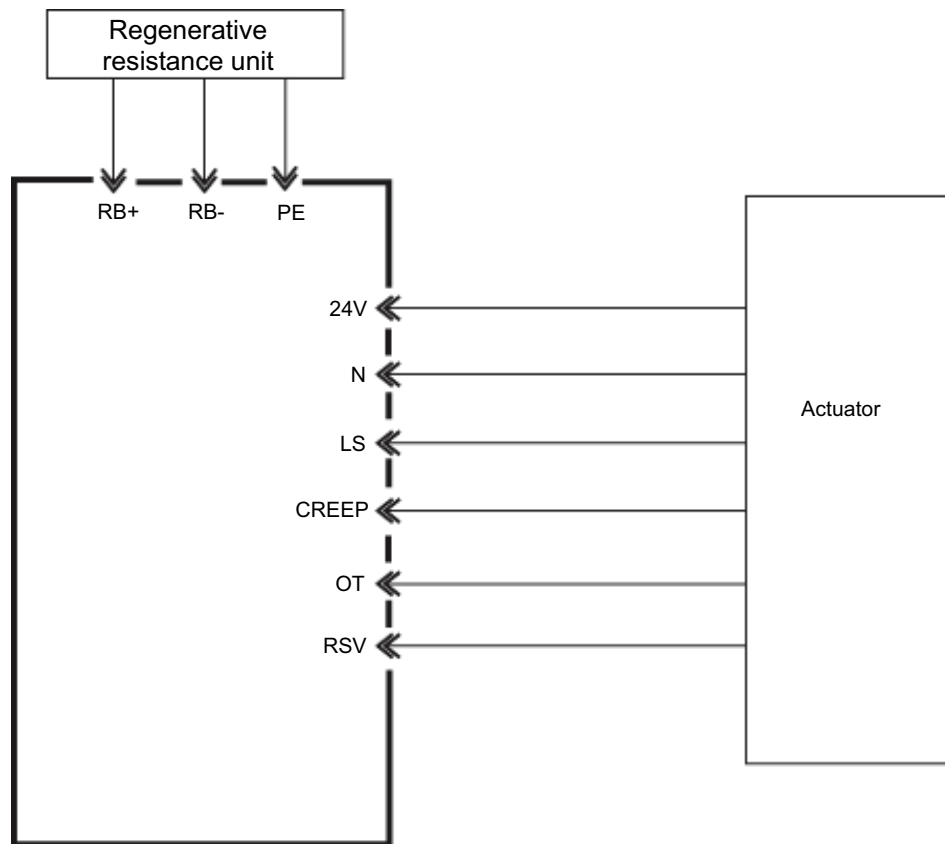 Regenerative
resistance unit
RB+ RB- PE
24V
N
LS
Actuator
CREEP
OT
RSV